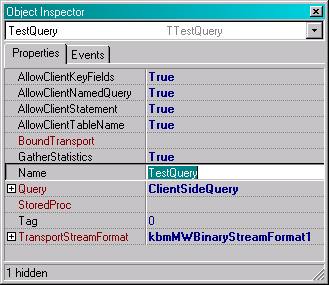 Object Inspector
TestQuery TTestQuery
Properties Events
AllowClientKeyFields True
AllowClientNamedQuery True
AllowClientStatement True
AllowClientTableName True
BoundTransport
GatherStatistics True
Name TestQuery
Query ClientSideQuery
StoredProc
Tag 0
TransportStreamFormat kbmMWBinaryStreamFormat1
1 hidden